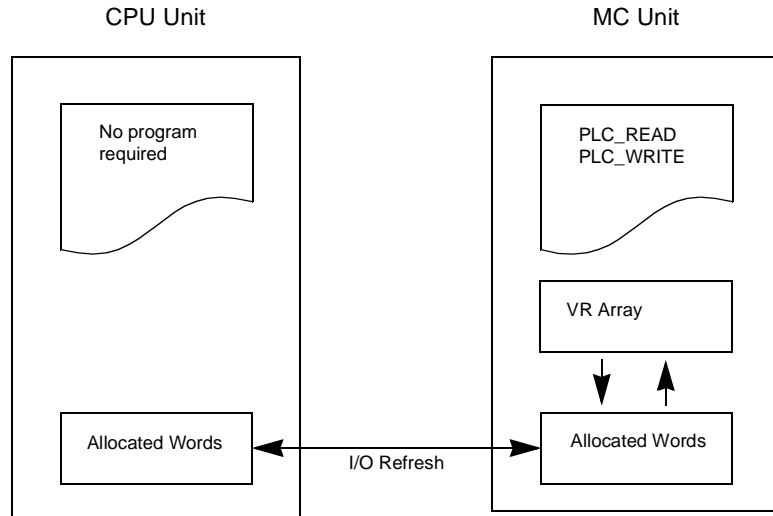 CPU Unit
MC Unit
No program
required
PLC_READ
PLC_WRITE
VR Array
Allocated Words
Allocated Words
I/O Refresh